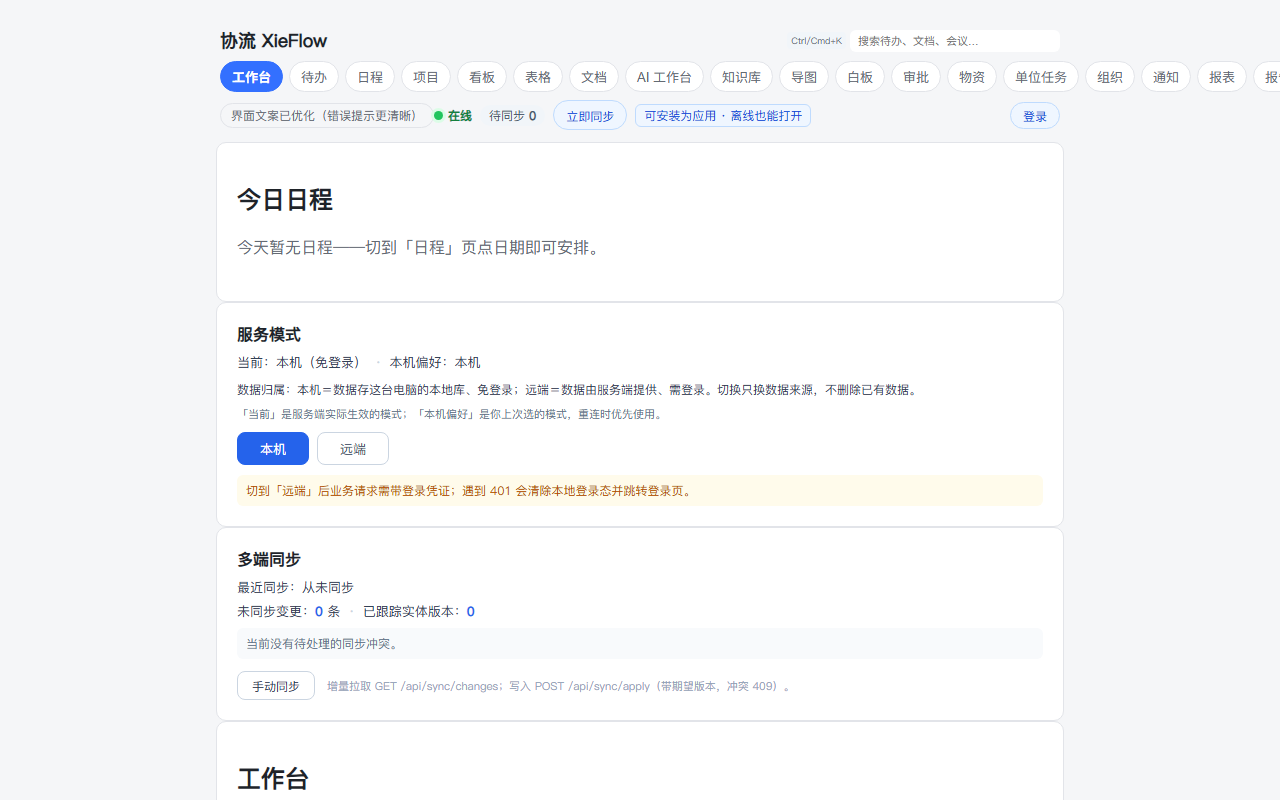 协流 XieFlow
Ctrl/Cmd+K 搜索待办、文档、会议…
工作台 待办 日程 项目 看板 表格 文档 AI 工作台 知识库 导图 白板 审批 物资 单位任务 组织 通知 报表
界面文案已优化（错误提示更清晰） 在线 待同步 0 立即同步 可安装为应用 · 离线也能打开 登录
今日日程
今天暂无日程——切到「日程」页点日期即可安排。
服务模式
当前：本机（免登录） · 本机偏好：本机
数据归属：本机＝数据存这台电脑的本地库、免登录；远端＝数据由服务端提供、需登录。切换只换数据来源，不删除已有数据。
「当前」是服务端实际生效的模式；「本机偏好」是你上次选的模式，重连时优先使用。
本机 远端
切到「远端」后业务请求需带登录凭证；遇到 401 会清除本地登录态并跳转登录页。
多端同步
最近同步：从未同步
未同步变更：0 条 · 已跟踪实体版本：0
当前没有待处理的同步冲突。
手动同步 增量拉取 GET /api/sync/changes；写入 POST /api/sync/apply（带期望版本，冲突 409）。
工作台